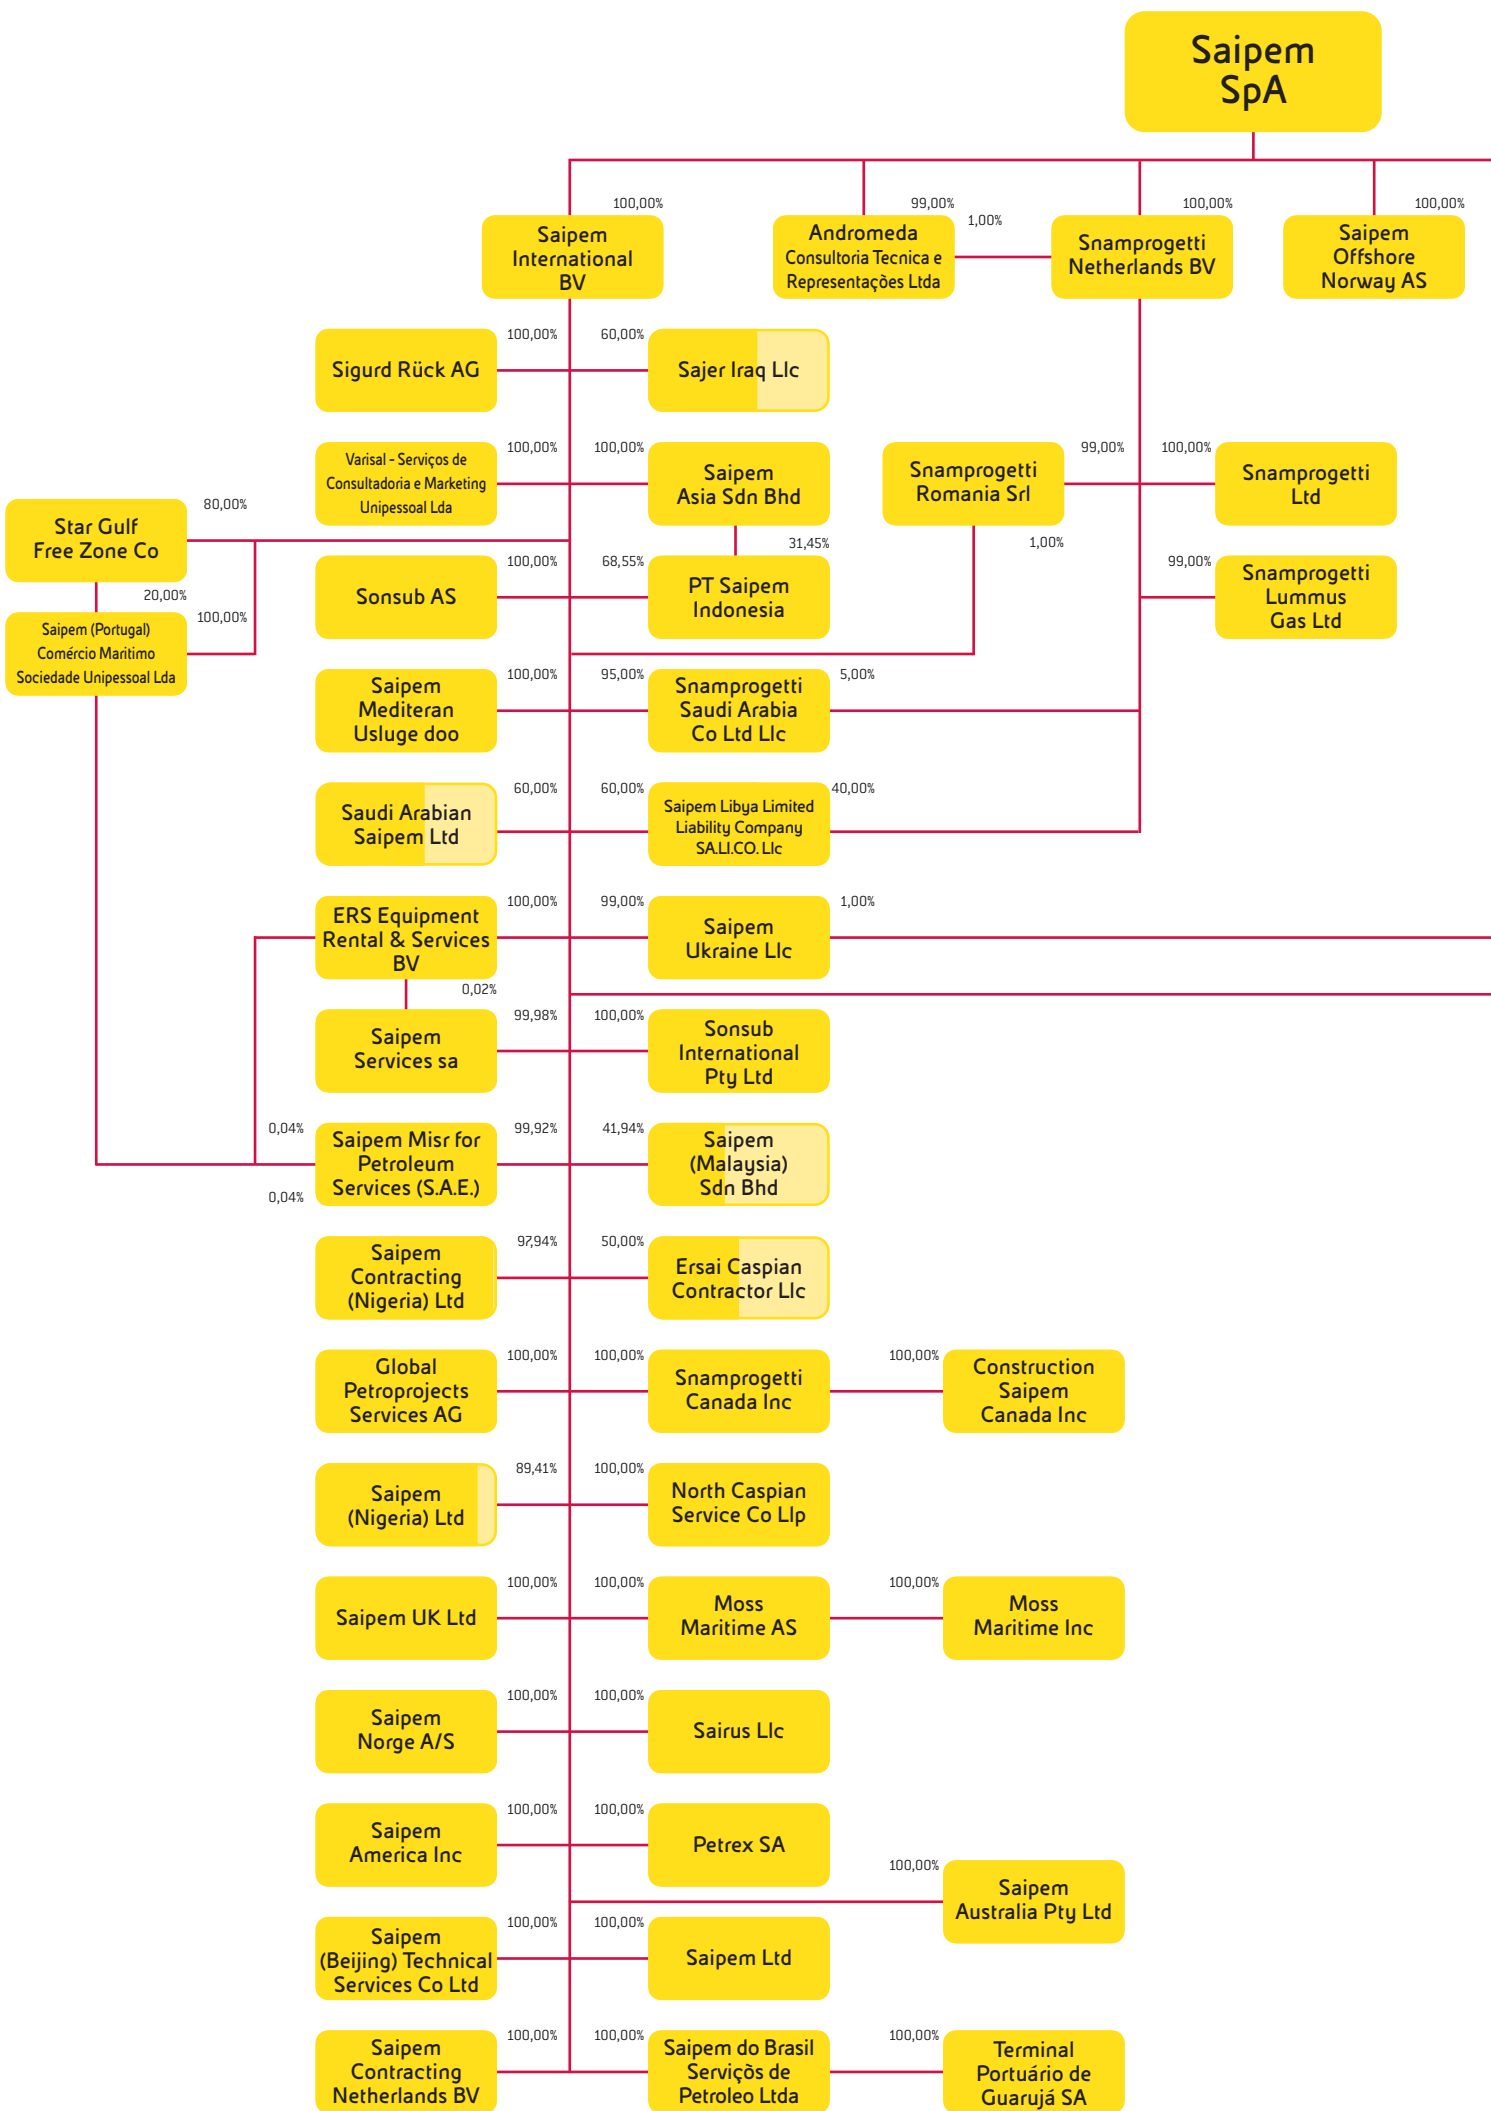 Saipem
SpA
100,00%
99,00%
1,00%
100,00%
100,00%
Saipem
International
BV
Andromeda
Consultoria Tecnica e
Representações Ltda
Snamprogetti
Netherlands BV
Saipem
Offshore
Norway AS
100,00%
60,00%
Sigurd Rück AG
Sajer Iraq Llc
100,00%
100,00%
99,00%
100,00%
Varisal - Serviços de
Consultadoria e Marketing
Unipessoal Lda
Saipem
Asia Sdn Bhd
Snamprogetti
Romania Srl
Snamprogetti
Ltd
80,00%
Star Gulf
Free Zone Co
31,45%
1,00%
100,00%
68,55%
99,00%
Sonsub AS
PT Saipem
Indonesia
Snamprogetti
Lummus
Gas Ltd
20,00%
100,00%
Saipem (Portugal)
Comércio Maritimo
Sociedade Unipessoal Lda
100,00%
95,00%
5,00%
Saipem
Mediteran
Usluge doo
Snamprogetti
Saudi Arabia
Co Ltd Llc
60,00%
60,00%
40,00%
Saudi Arabian
Saipem Ltd
Saipem Libya Limited
Liability Company
SA.LI.CO. Llc
100,00%
99,00%
1,00%
ERS Equipment
Rental & Services
BV
Saipem
Ukraine Llc
0,02%
99,98%
100,00%
Saipem
Services sa
Sonsub
International
Pty Ltd
0,04%
99,92%
41,94%
Saipem Misr for
Petroleum
Services (S.A.E.)
Saipem
(Malaysia)
Sdn Bhd
0,04%
97,94%
50,00%
Saipem
Contracting
(Nigeria) Ltd
Ersai Caspian
Contractor Llc
100,00%
100,00%
100,00%
Global
Petroprojects
Services AG
Snamprogetti
Canada Inc
Construction
Saipem
Canada Inc
89,41%
100,00%
Saipem
(Nigeria) Ltd
North Caspian
Service Co Llp
100,00%
100,00%
100,00%
Saipem UK Ltd
Moss
Maritime AS
Moss
Maritime Inc
100,00%
100,00%
Saipem
Norge A/S
Sairus Llc
100,00%
100,00%
Saipem
America Inc
Petrex SA
100,00%
Saipem
Australia Pty Ltd
100,00%
100,00%
Saipem
(Beijing) Technical
Services Co Ltd
Saipem Ltd
100,00%
100,00%
100,00%
Saipem
Contracting
Netherlands BV
Saipem do Brasil
Serviçõs de
Petroleo Ltda
Terminal
Portuário de
Guarujá SA